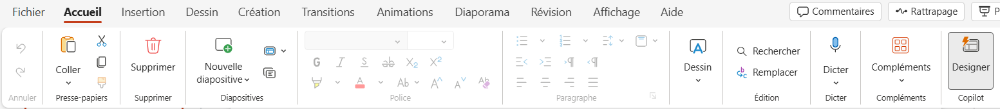 Fichier Accueil Insertion Dessin Création Transitions Animations Diaporama Révision Affichage Aide Commentaires Rattrapage
Coller
Supprimer
Nouvelle
diapositive
G I S ab X₂ X²
Ab A A Ab
Dessin
Rechercher
Remplacer
Dicter
Compléments
Designer
Annuler Presse-papiers Supprimer Diapositives Police Paragraphe Édition Dicter Compléments Copilot